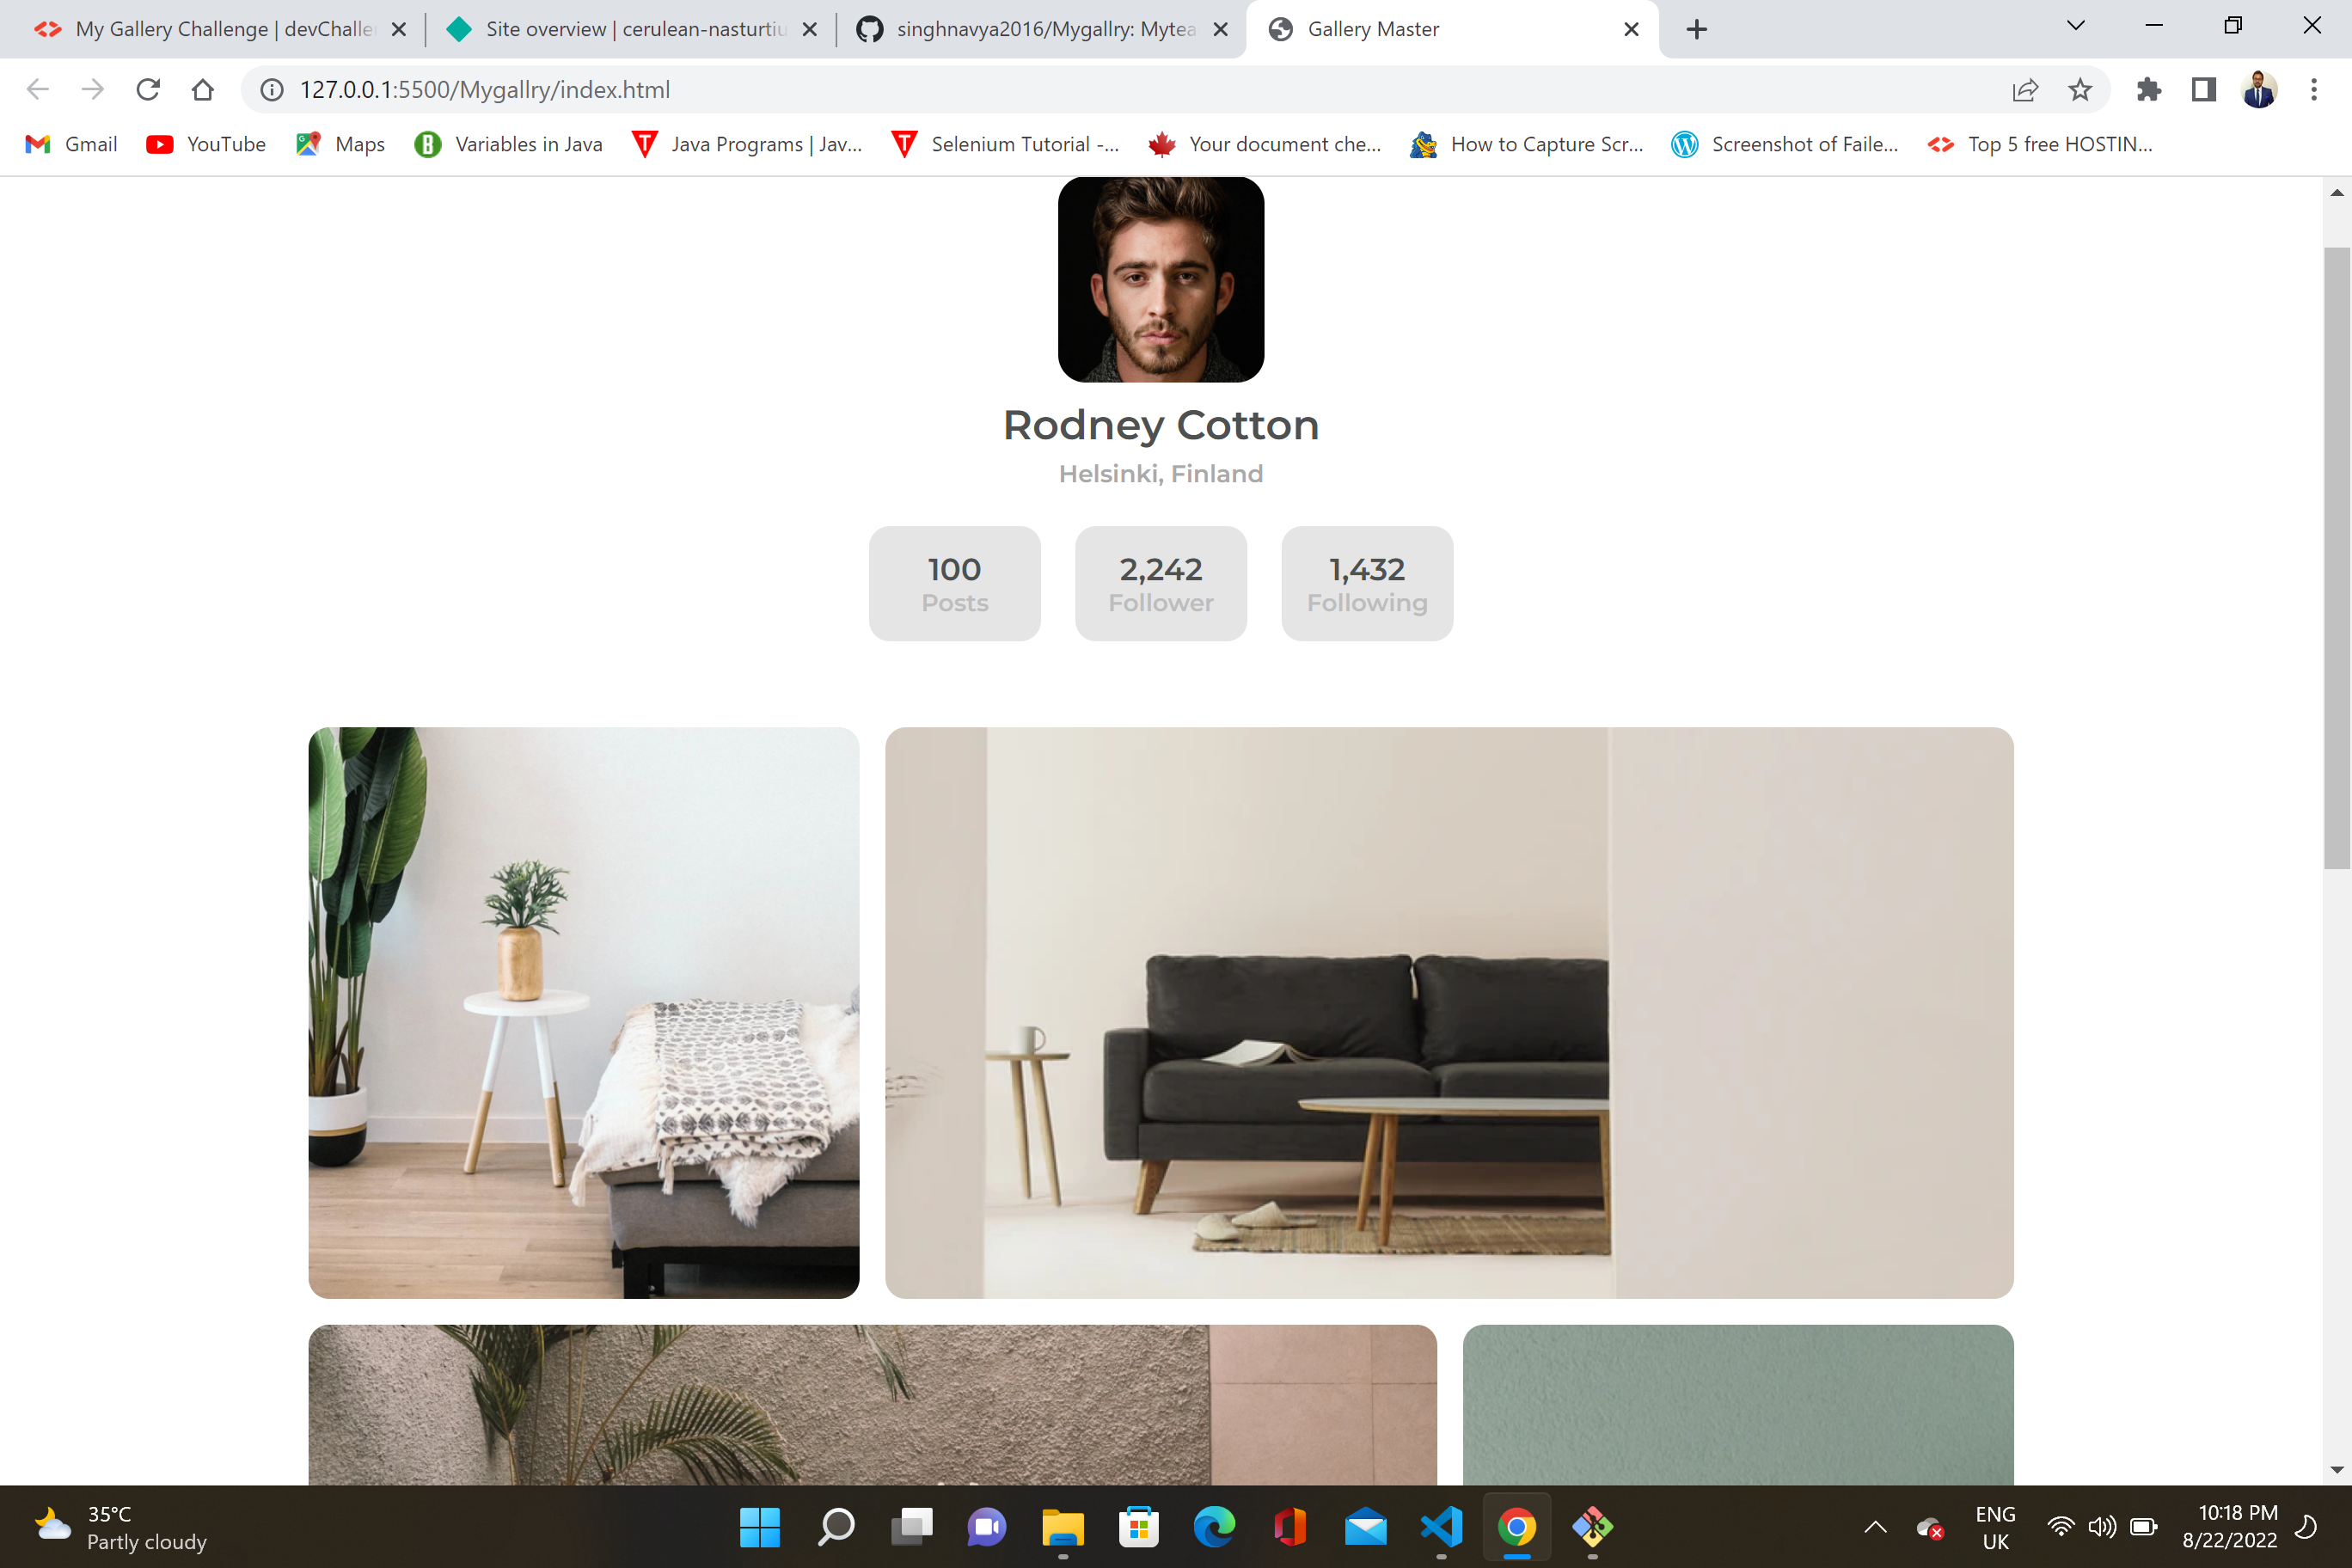 My Gallery Challenge | devChalle
Site overview | cerulean-nasturtiu
singhnavya2016/Mygallry: Mytea
Gallery Master
127.0.0.1:5500/Mygallry/index.html
Gmail
YouTube
Maps
Variables in Java
Java Programs | Jav...
Selenium Tutorial -...
Your document che...
How to Capture Scr...
Screenshot of Faile...
Top 5 free HOSTIN...
Rodney Cotton
Helsinki, Finland
100
Posts
2,242
Follower
1,432
Following
35°C
Partly cloudy
ENG
UK
10:18 PM
8/22/2022